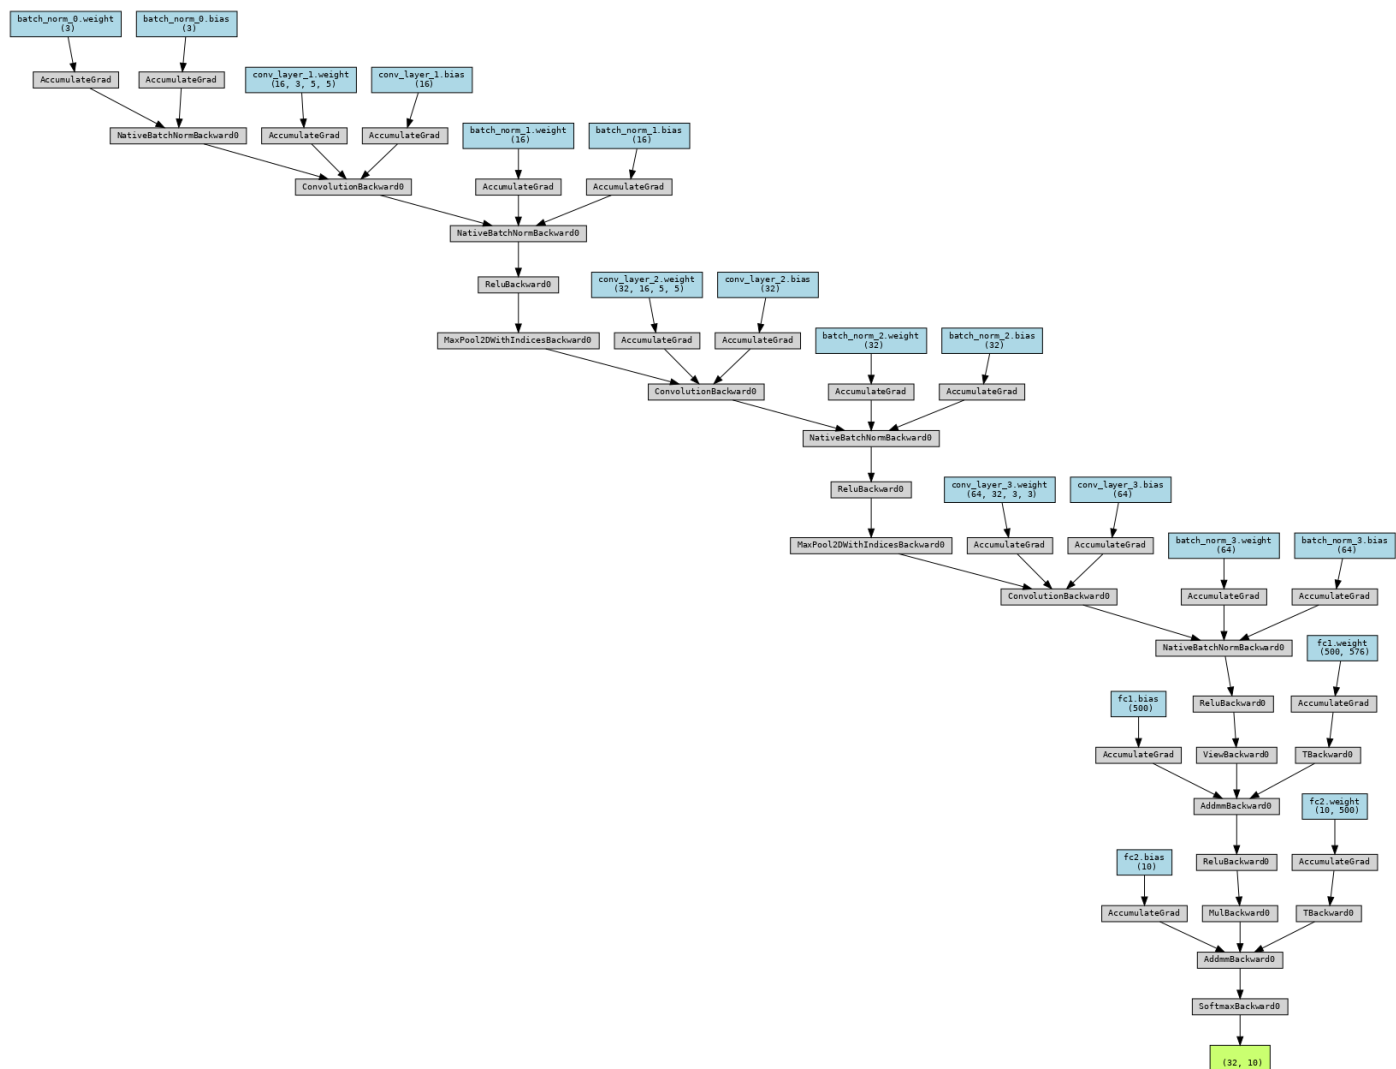 batch_norm_0.weight
(3)
batch_norm_0.bias
(3)
AccumulateGrad
AccumulateGrad
conv_layer_1.weight
(16, 3, 5, 5)
conv_layer_1.bias
(16)
NativeBatchNormBackward0
AccumulateGrad
AccumulateGrad
batch_norm_1.weight
(16)
batch_norm_1.bias
(16)
ConvolutionBackward0
AccumulateGrad
AccumulateGrad
NativeBatchNormBackward0
ReluBackward0
conv_layer_2.weight
(32, 16, 5, 5)
conv_layer_2.bias
(32)
MaxPool2DWithIndicesBackward0
AccumulateGrad
AccumulateGrad
batch_norm_2.weight
(32)
batch_norm_2.bias
(32)
ConvolutionBackward0
AccumulateGrad
AccumulateGrad
NativeBatchNormBackward0
ReluBackward0
conv_layer_3.weight
(64, 32, 3, 3)
conv_layer_3.bias
(64)
MaxPool2DWithIndicesBackward0
AccumulateGrad
AccumulateGrad
batch_norm_3.weight
(64)
batch_norm_3.bias
(64)
ConvolutionBackward0
AccumulateGrad
AccumulateGrad
NativeBatchNormBackward0
fc1.weight
(500, 576)
fc1.bias
(500)
ReluBackward0
AccumulateGrad
AccumulateGrad
ViewBackward0
TBackward0
AddmmBackward0
fc2.weight
(10, 500)
fc2.bias
(10)
ReluBackward0
AccumulateGrad
AccumulateGrad
MulBackward0
TBackward0
AddmmBackward0
SoftmaxBackward0
(32, 10)